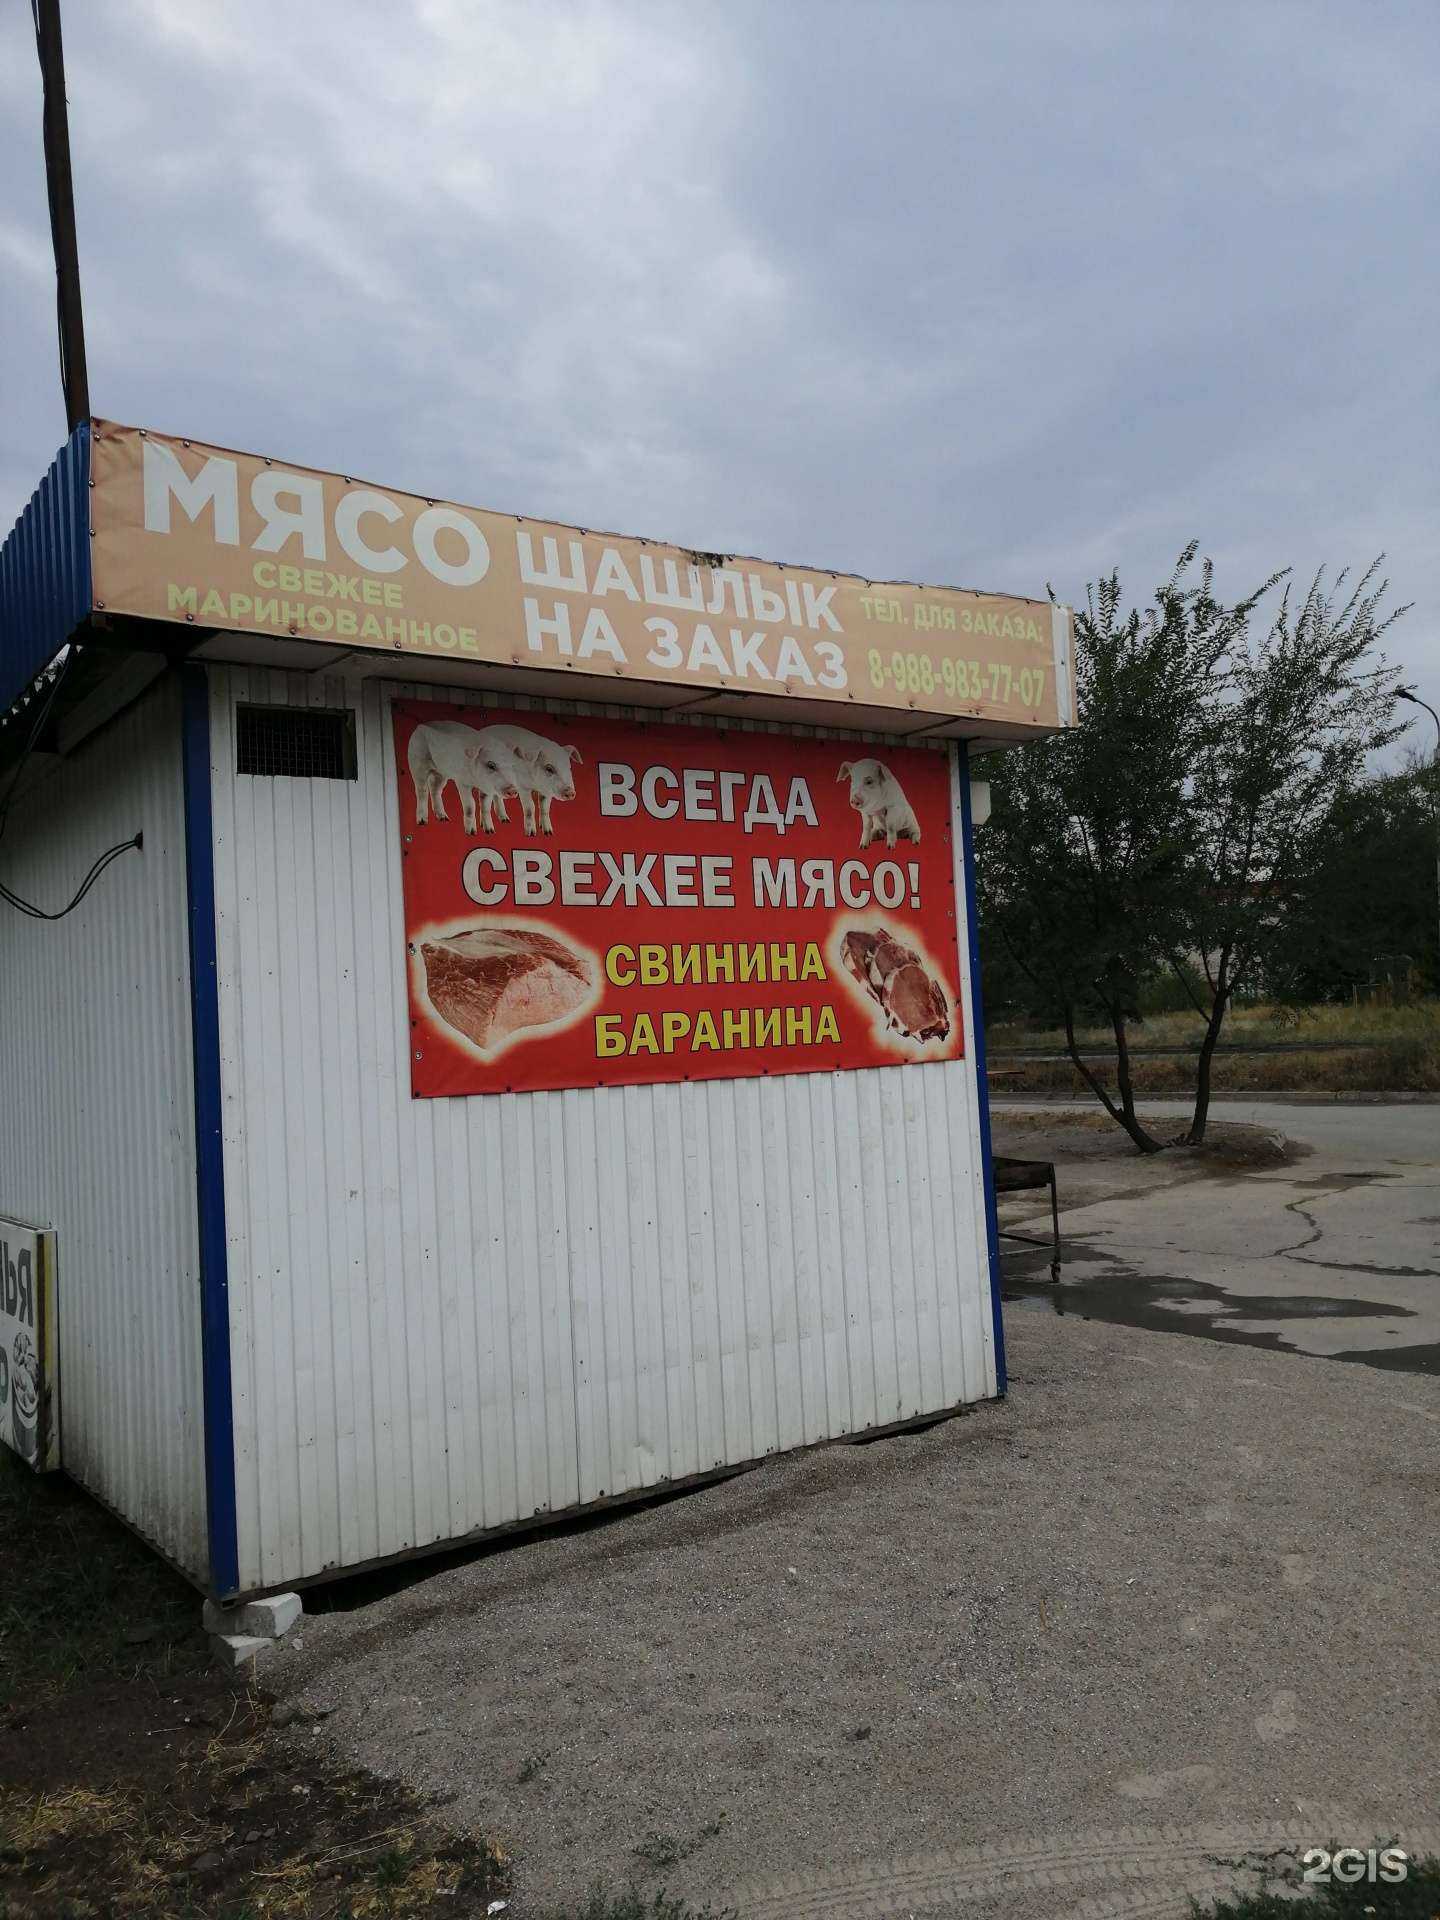 МЯСО
СВЕЖЕЕ
МАРИНОВАННОЕ
ШАШЛЫК
НА ЗАКАЗ
ТЕЛ. ДЛЯ ЗАКАЗА:
8-988-983-77-07
ВСЕГДА
СВЕЖЕЕ МЯСО!
СВИНИНА
БАРАНИНА
2GIS